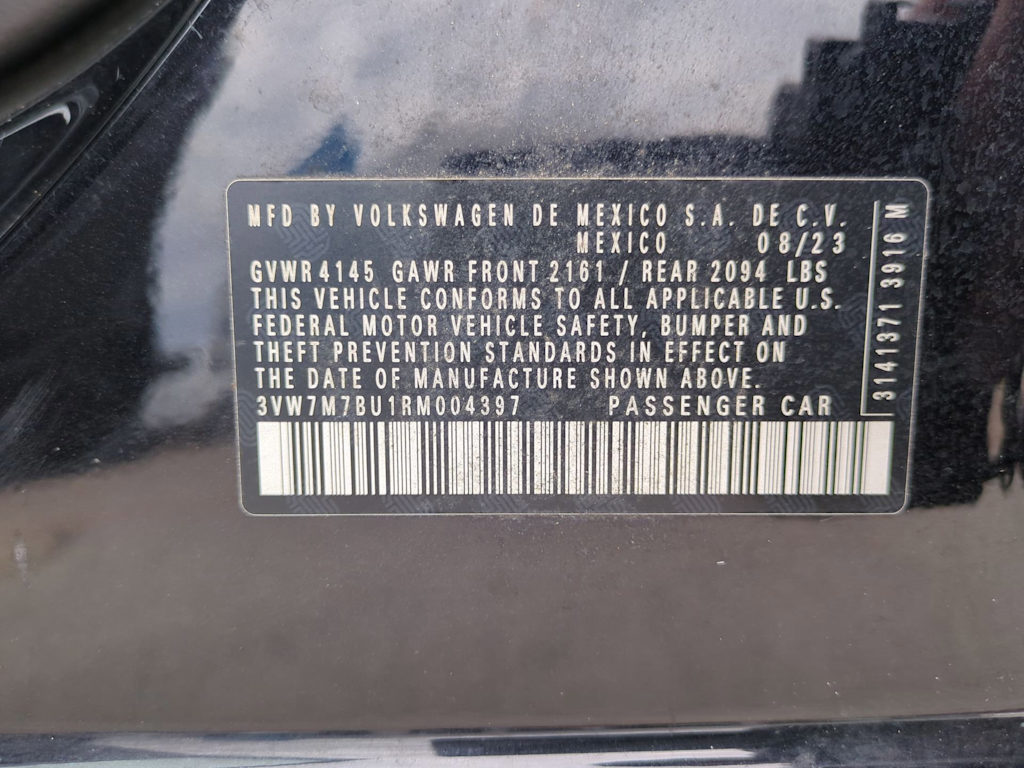 MFD BY VOLKSWAGEN DE MEXICO S.A. DE C.V.
MEXICO 08/23
GVWR 4145 GAWR FRONT 2161 / REAR 2094 LBS
THIS VEHICLE CONFORMS TO ALL APPLICABLE U.S.
FEDERAL MOTOR VEHICLE SAFETY, BUMPER AND
THEFT PREVENTION STANDARDS IN EFFECT ON
THE DATE OF MANUFACTURE SHOWN ABOVE.
3VW7M7BU1RM004397 PASSENGER CAR
3141371 3916 M